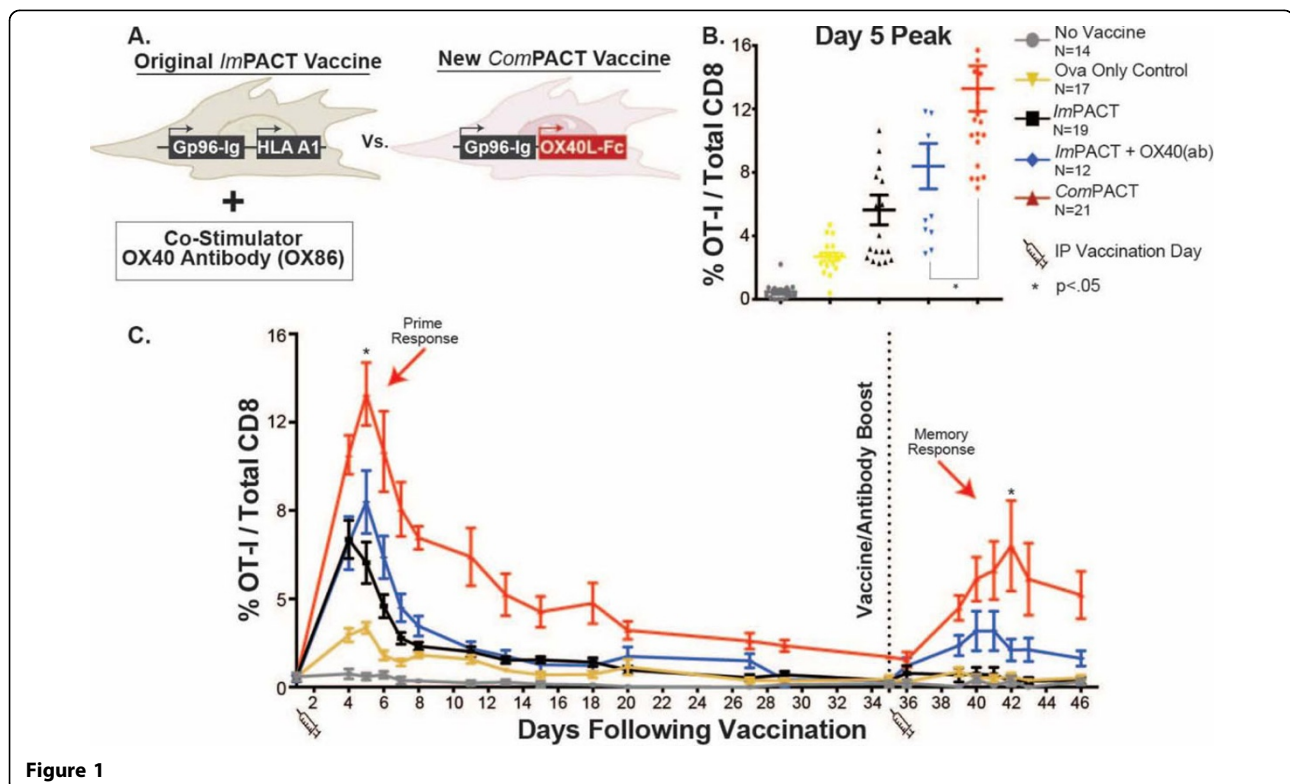 A.
Original ImPACT Vaccine
New ComPACT Vaccine
Gp96-Ig
HLA A1
Vs.
Gp96-Ig
OX40L-Fc
+
Co-Stimulator
OX40 Antibody (OX86)
B.
Day 5 Peak
% OT-I / Total CD8
16
12
8
4
0
*
No Vaccine
N=14
Ova Only Control
N=17
ImPACT
N=19
ImPACT + OX40(ab)
N=12
ComPACT
N=21
IP Vaccination Day
* p<.05
C.
% OT-I / Total CD8
16
12
8
5
0
*
Prime
Response
Vaccine/Antibody Boost
Memory
Response
*
2 4 6 8 10 12 14 16 18 20 22 24 26 28 30 32 34 36 38 40 42 44 46
Days Following Vaccination
Figure 1